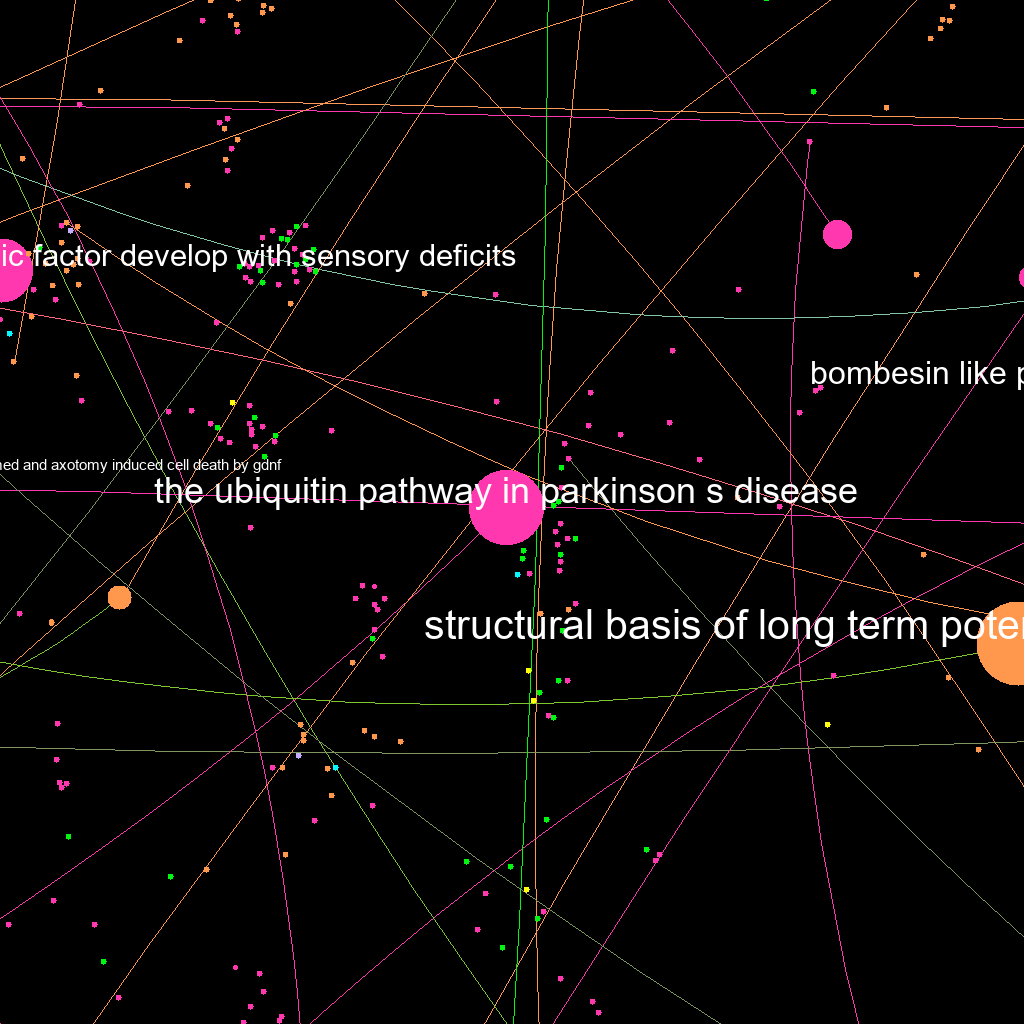 ic factor develop with sensory deficits
bombesin like p
ned and axotomy induced cell death by gdnf
the ubiquitin pathway in parkinson s disease
structural basis of long term poten